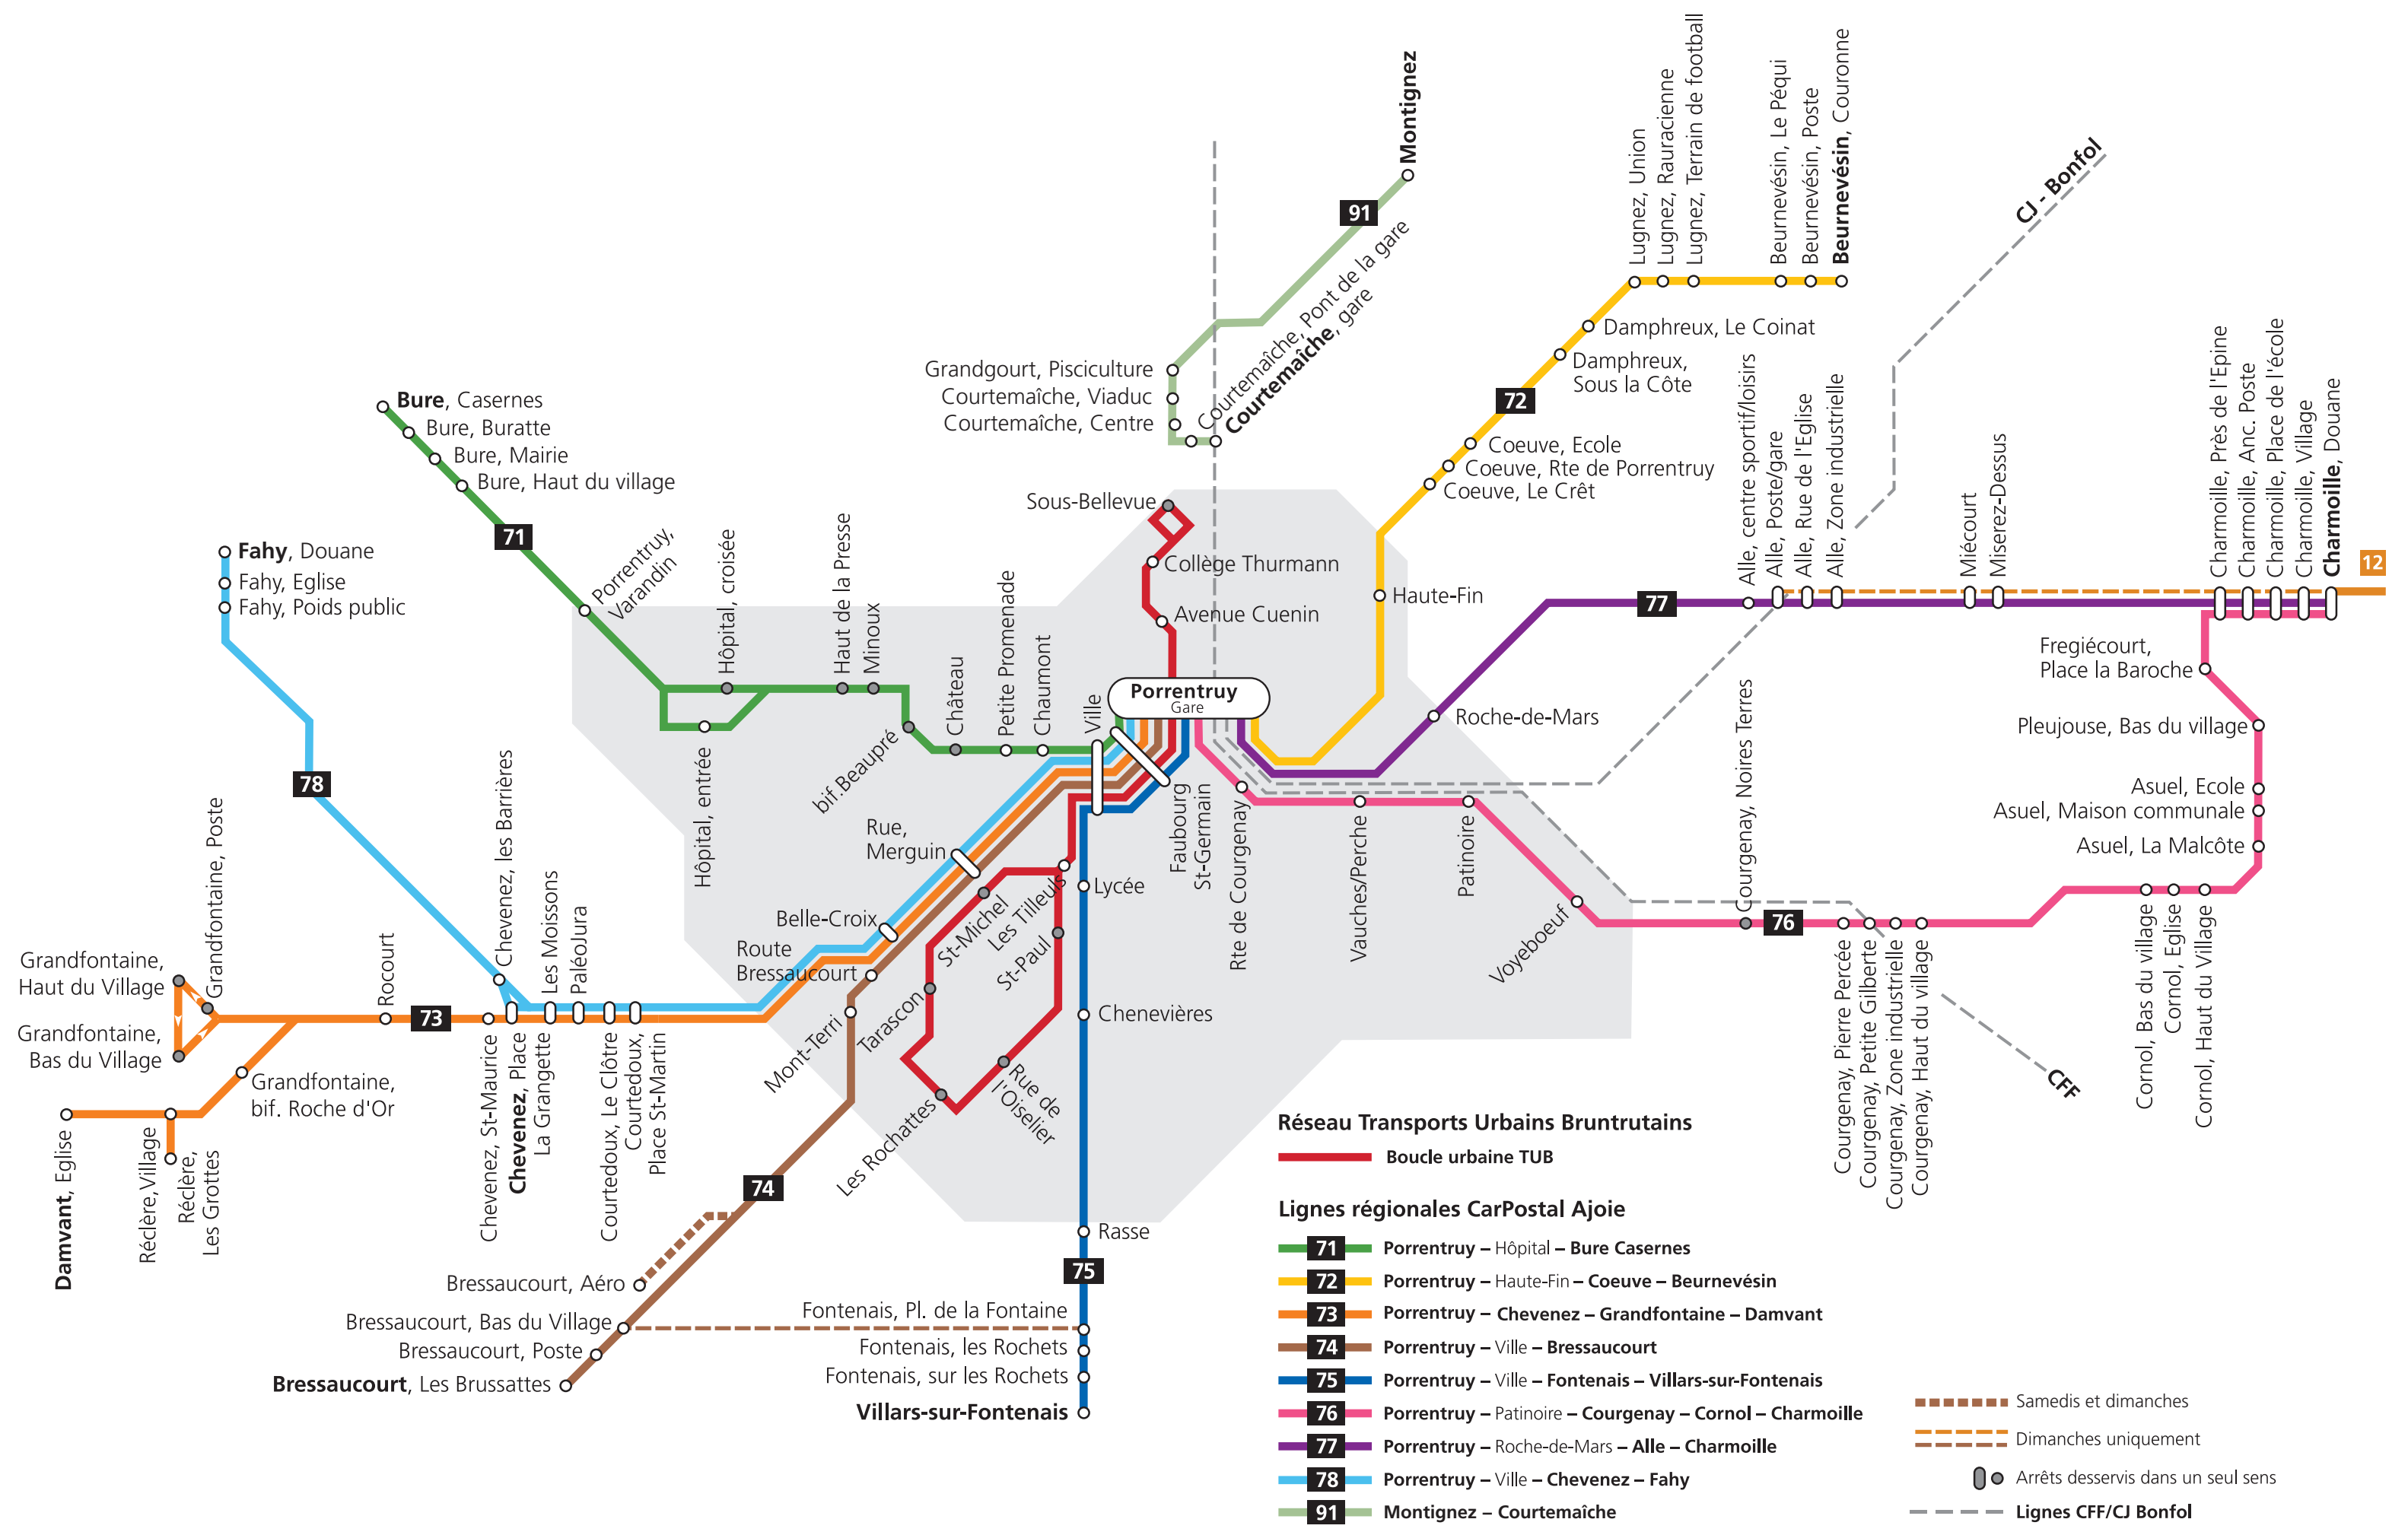 Montignez
91
Courtemaîche, Pont de la gare
Courtemaîche, gare
Grandgourt, Pisciculture
Courtemaîche, Viaduc
Courtemaîche, Centre
Lugnez, Union
Lugnez, Rauracienne
Lugnez, Terrain de football
Beurnevésin, Le Péqui
Beurnevésin, Poste
Beurnevésin, Couronne
Damphreux, Le Coinat
Damphreux,
Sous la Côte
72
Coeuve, Ecole
Coeuve, Rte de Porrentruy
Coeuve, Le Crêt
Haute-Fin
CJ - Bonfol
Bure, Casernes
Bure, Buratte
Bure, Mairie
Bure, Haut du village
71
Porrentruy,
Varandin
Hôpital, croisée
Hôpital, entrée
Haut de la Presse
Minoux
bif.Beaupré
Château
Petite Promenade
Chaumont
Ville
Sous-Bellevue
Collège Thurmann
Avenue Cuenin
Porrentruy
Gare
Faubourg
St-Germain
Fahy, Douane
Fahy, Eglise
Fahy, Poids public
78
Chevenez, les Barrières
Les Moissons
PaléoJura
Rue,
Merguin
Belle-Croix
Route
Bressaucourt
Mont-Terri
Grandfontaine, Poste
Grandfontaine,
Haut du Village
Grandfontaine,
Bas du Village
Rocourt
73
Grandfontaine,
bif. Roche d'Or
Damvant, Eglise
Réclère, Village
Réclère,
Les Grottes
Chevenez, St-Maurice
Chevenez, Place
La Grangette
Courtedoux, Le Clôtre
Courtedoux,
Place St-Martin
St-Michel
Les Tilleuls
St-Paul
Tarascon
Les Rochattes
Rue de
l'Oiselier
Lycée
Chenevières
Rasse
75
74
Bressaucourt, Aéro
Bressaucourt, Bas du Village
Bressaucourt, Poste
Bressaucourt, Les Brussattes
Fontenais, Pl. de la Fontaine
Fontenais, les Rochets
Fontenais, sur les Rochets
Villars-sur-Fontenais
Roche-de-Mars
77
Alle, centre sportif/loisirs
Alle, Poste/gare
Alle, Rue de l'Eglise
Alle, Zone industrielle
Miécourt
Miserez-Dessus
Charmoille, Près de l'Epine
Charmoille, Anc. Poste
Charmoille, Place de l'école
Charmoille, Village
Charmoille, Douane
12
Fregiécourt,
Place la Baroche
Pleujouse, Bas du village
Asuel, Ecole
Asuel, Maison communale
Asuel, La Malcôte
Rte de Courgenay
Vauches/Perche
Patinoire
Voyeboeuf
Courgenay, Noires Terres
76
Courgenay, Pierre Percée
Courgenay, Petite Gilberte
Courgenay, Zone industrielle
Courgenay, Haut du village
Cornol, Bas du village
Cornol, Eglise
Cornol, Haut du Village
CFF
Réseau Transports Urbains Bruntrutains
Boucle urbaine TUB
Lignes régionales CarPostal Ajoie
71 Porrentruy – Hôpital – Bure Casernes
72 Porrentruy – Haute-Fin – Coeuve – Beurnevésin
73 Porrentruy – Chevenez – Grandfontaine – Damvant
74 Porrentruy – Ville – Bressaucourt
75 Porrentruy – Ville – Fontenais – Villars-sur-Fontenais
76 Porrentruy – Patinoire – Courgenay – Cornol – Charmoille
77 Porrentruy – Roche-de-Mars – Alle – Charmoille
78 Porrentruy – Ville – Chevenez – Fahy
91 Montignez – Courtemaîche
Samedis et dimanches
Dimanches uniquement
Arrêts desservis dans un seul sens
Lignes CFF/CJ Bonfol